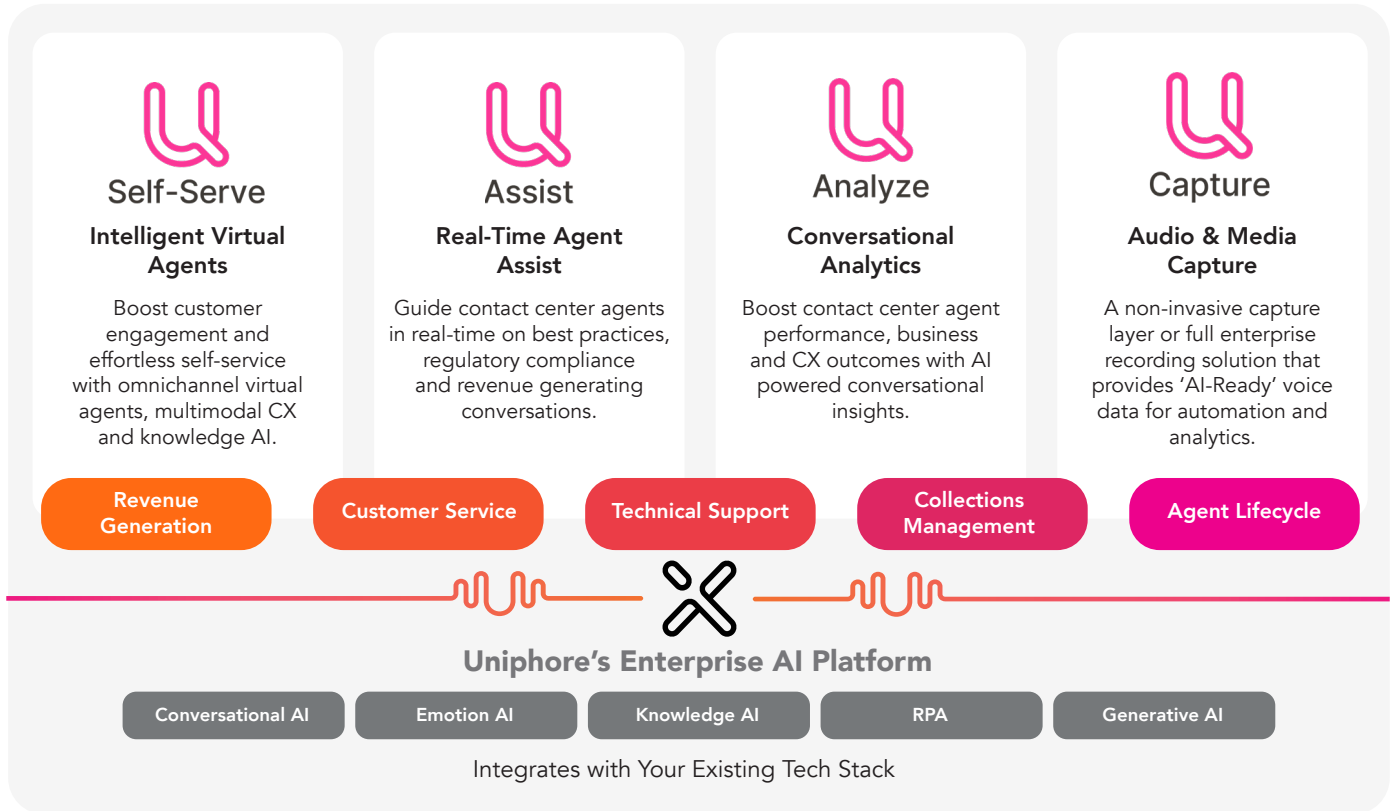 Self-Serve
Intelligent Virtual
Agents
Boost customer
engagement and
effortless self-service
with omnichannel virtual
agents, multimodal CX
and knowledge AI.
Assist
Real-Time Agent
Assist
Guide contact center agents
in real-time on best practices,
regulatory compliance
and revenue generating
conversations.
Analyze
Conversational
Analytics
Boost contact center agent
performance, business
and CX outcomes with AI
powered conversational
insights.
Capture
Audio & Media
Capture
A non-invasive capture
layer or full enterprise
recording solution that
provides ‘AI-Ready’ voice
data for automation and
analytics.
Revenue
Generation
Customer Service
Technical Support
Collections
Management
Agent Lifecycle
Uniphore’s Enterprise AI Platform
Conversational AI
Emotion AI
Knowledge AI
RPA
Generative AI
Integrates with Your Existing Tech Stack